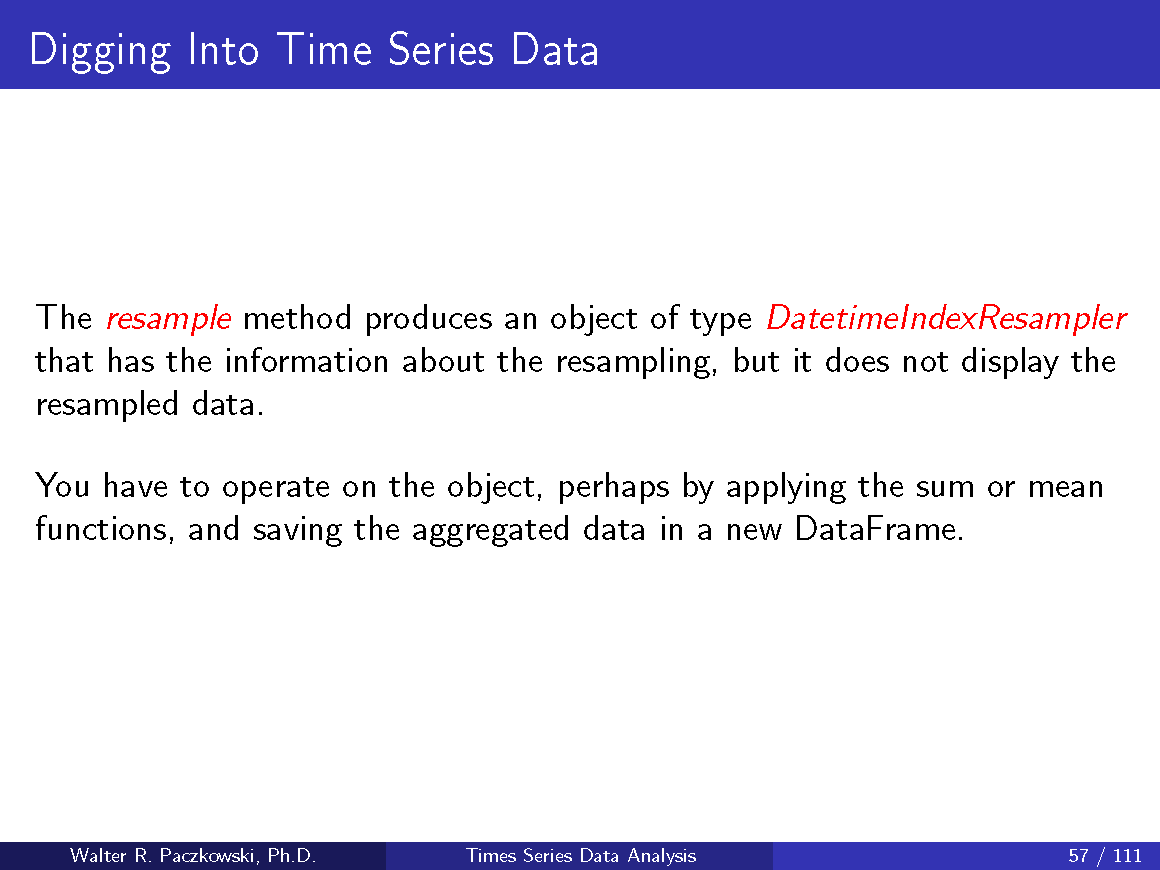 Digging Into Time Series Data
The resample method produces an object of type DatetimeIndexResampler
that has the information about the resampling, but it does not display the
resampled data.
You have to operate on the object, perhaps by applying the sum or mean
functions, and saving the aggregated data in a new DataFrame.
Walter R. Paczkowski, Ph.D.
Times Series Data Analysis
57 / 111